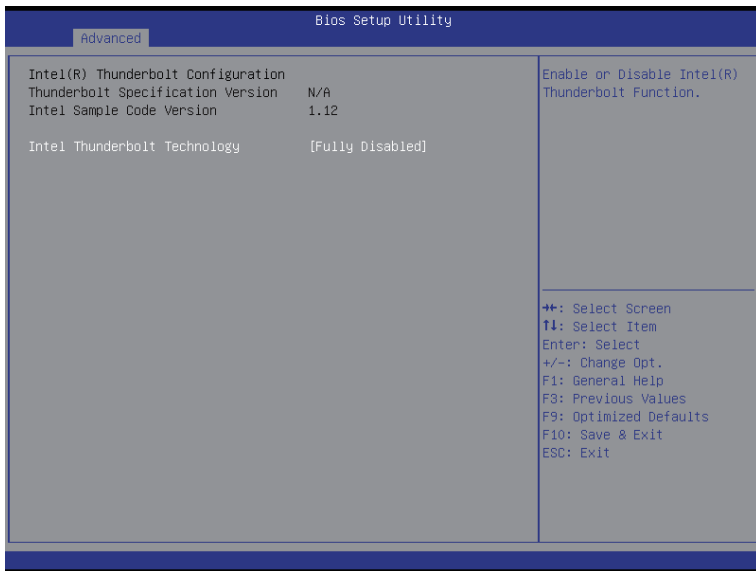 Bios Setup Utility
Advanced
Intel(R) Thunderbolt Configuration
Thunderbolt Specification Version N/A
Intel Sample Code Version 1.12
Intel Thunderbolt Technology [Fully Disabled]
Enable or Disable Intel(R)
Thunderbolt Function.
→←: Select Screen
↑↓: Select Item
Enter: Select
+/-: Change Opt.
F1: General Help
F3: Previous Values
F9: Optimized Defaults
F10: Save & Exit
ESC: Exit